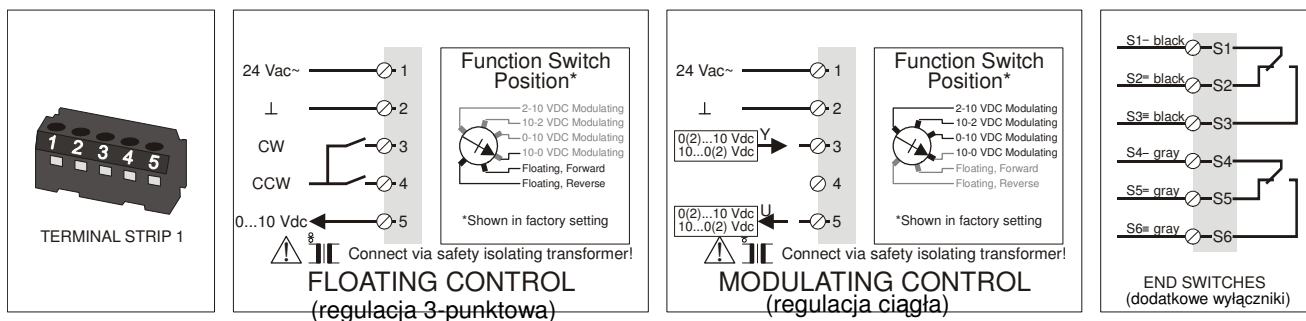 1 2 3 4 5
TERMINAL STRIP 1
24 Vac~
1
⊥
2
CW
3
CCW
4
0...10 Vdc
5
Function Switch
Position*
2-10 VDC Modulating
10-2 VDC Modulating
0-10 VDC Modulating
10-0 VDC Modulating
Floating, Forward
Floating, Reverse
*Shown in factory setting
Connect via safety isolating transformer!
FLOATING CONTROL
(regulacja 3-punktowa)
24 Vac~
1
⊥
2
0(2)...10 Vdc
10...0(2) Vdc
Y
3
4
0(2)...10 Vdc
10...0(2) Vdc
U
5
Function Switch
Position*
2-10 VDC Modulating
10-2 VDC Modulating
0-10 VDC Modulating
10-0 VDC Modulating
Floating, Forward
Floating, Reverse
*Shown in factory setting
Connect via safety isolating transformer!
MODULATING CONTROL
(regulacja ciągła)
S1− black S1
S2= black S2
S3≡ black S3
S4− gray S4
S5= gray S5
S6≡ gray S6
END SWITCHES
(dodatkowe wyłączniki)